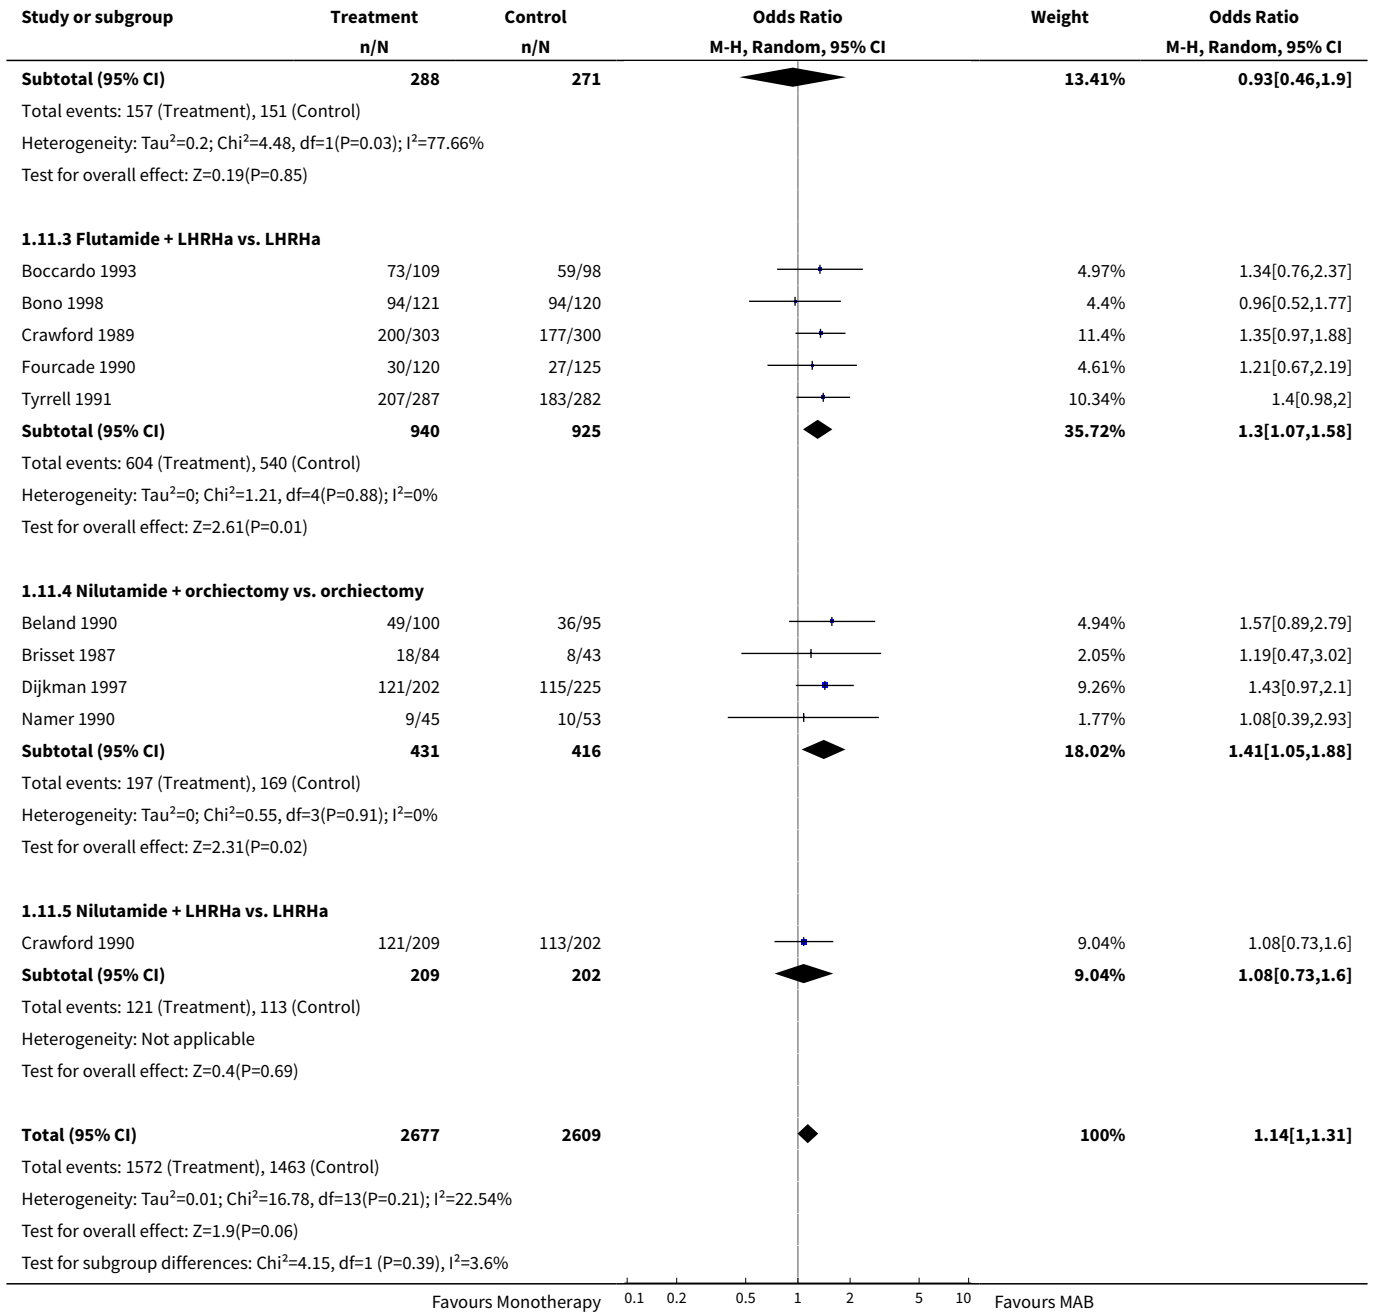 Study or subgroup Treatment Control Odds Ratio Weight Odds Ratio
n/N n/N M-H, Random, 95% CI M-H, Random, 95% CI
Subtotal (95% CI) 288 271 13.41% 0.93[0.46,1.9]
Total events: 157 (Treatment), 151 (Control)
Heterogeneity: Tau²=0.2; Chi²=4.48, df=1(P=0.03); I²=77.66%
Test for overall effect: Z=0.19(P=0.85)
1.11.3 Flutamide + LHRHa vs. LHRHa
Boccardo 1993 73/109 59/98 4.97% 1.34[0.76,2.37]
Bono 1998 94/121 94/120 4.4% 0.96[0.52,1.77]
Crawford 1989 200/303 177/300 11.4% 1.35[0.97,1.88]
Fourcade 1990 30/120 27/125 4.61% 1.21[0.67,2.19]
Tyrrell 1991 207/287 183/282 10.34% 1.4[0.98,2]
Subtotal (95% CI) 940 925 35.72% 1.3[1.07,1.58]
Total events: 604 (Treatment), 540 (Control)
Heterogeneity: Tau²=0; Chi²=1.21, df=4(P=0.88); I²=0%
Test for overall effect: Z=2.61(P=0.01)
1.11.4 Nilutamide + orchiectomy vs. orchiectomy
Beland 1990 49/100 36/95 4.94% 1.57[0.89,2.79]
Brisset 1987 18/84 8/43 2.05% 1.19[0.47,3.02]
Dijkman 1997 121/202 115/225 9.26% 1.43[0.97,2.1]
Namer 1990 9/45 10/53 1.77% 1.08[0.39,2.93]
Subtotal (95% CI) 431 416 18.02% 1.41[1.05,1.88]
Total events: 197 (Treatment), 169 (Control)
Heterogeneity: Tau²=0; Chi²=0.55, df=3(P=0.91); I²=0%
Test for overall effect: Z=2.31(P=0.02)
1.11.5 Nilutamide + LHRHa vs. LHRHa
Crawford 1990 121/209 113/202 9.04% 1.08[0.73,1.6]
Subtotal (95% CI) 209 202 9.04% 1.08[0.73,1.6]
Total events: 121 (Treatment), 113 (Control)
Heterogeneity: Not applicable
Test for overall effect: Z=0.4(P=0.69)
Total (95% CI) 2677 2609 100% 1.14[1,1.31]
Total events: 1572 (Treatment), 1463 (Control)
Heterogeneity: Tau²=0.01; Chi²=16.78, df=13(P=0.21); I²=22.54%
Test for overall effect: Z=1.9(P=0.06)
Test for subgroup differences: Chi²=4.15, df=1 (P=0.39), I²=3.6%
Favours Monotherapy 0.1 0.2 0.5 1 2 5 10 Favours MAB